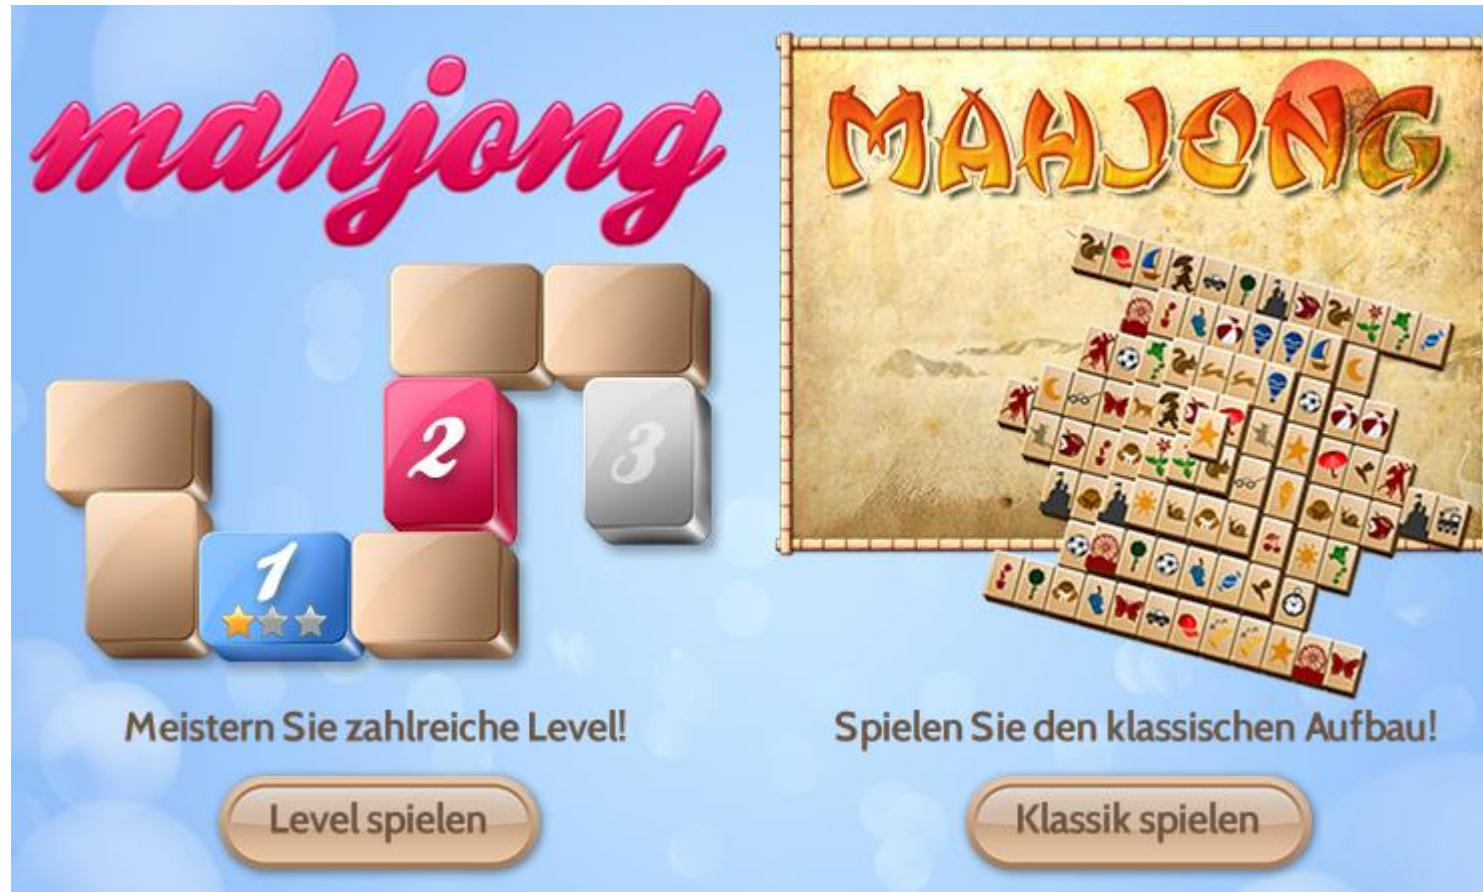 mahjong
2
3
1
Meistern Sie zahlreiche Level!
Level spielen
MAHJONG
Spielen Sie den klassischen Aufbau!
Klassik spielen